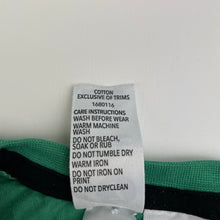 COTTON
EXCLUSIVE OF TRIMS
1680116
CARE INSTRUCTIONS
WASH BEFORE WEAR
WARM MACHINE
WASH
DO NOT BLEACH,
SOAK OR RUB
DO NOT TUMBLE DRY
WARM IRON
DO NOT IRON ON
PRINT
DO NOT DRYCLEAN